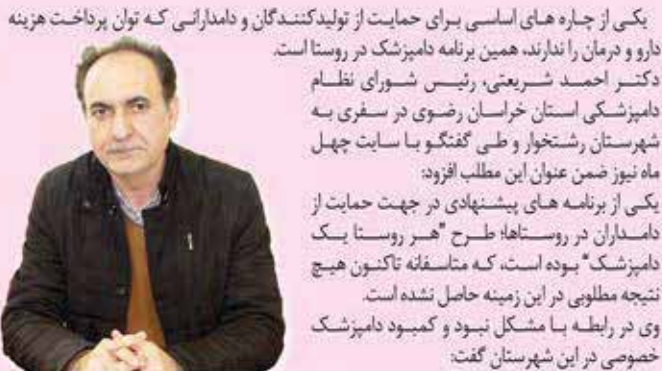 یکی از چاره های اساسی برای حمایت از تولیدکنندگان و دامدارانی که توان پرداخت هزینه
دارو و درمان را ندارند، همین برنامه دامپزشک در روستا است.
دکتر احمد شریعتی، رئیس شورای نظام
دامپزشکی استان خراسان رضوی در سفری به
شهرستان رشتخوار و طی گفتگو با سایت چهل
ماه نیوز ضمن عنوان این مطلب افزود:
یکی از برنامه های پیشنهادی در جهت حمایت از
دامداران در روستاها؛ طرح "هر روستا یک
دامپزشک" بوده است، که متاسفانه تاکنون هیچ
نتیجه مطلوبی در این زمینه حاصل نشده است.
وی در رابطه با مشکل نبود و کمبود دامپزشک
خصوصی در این شهرستان گفت: